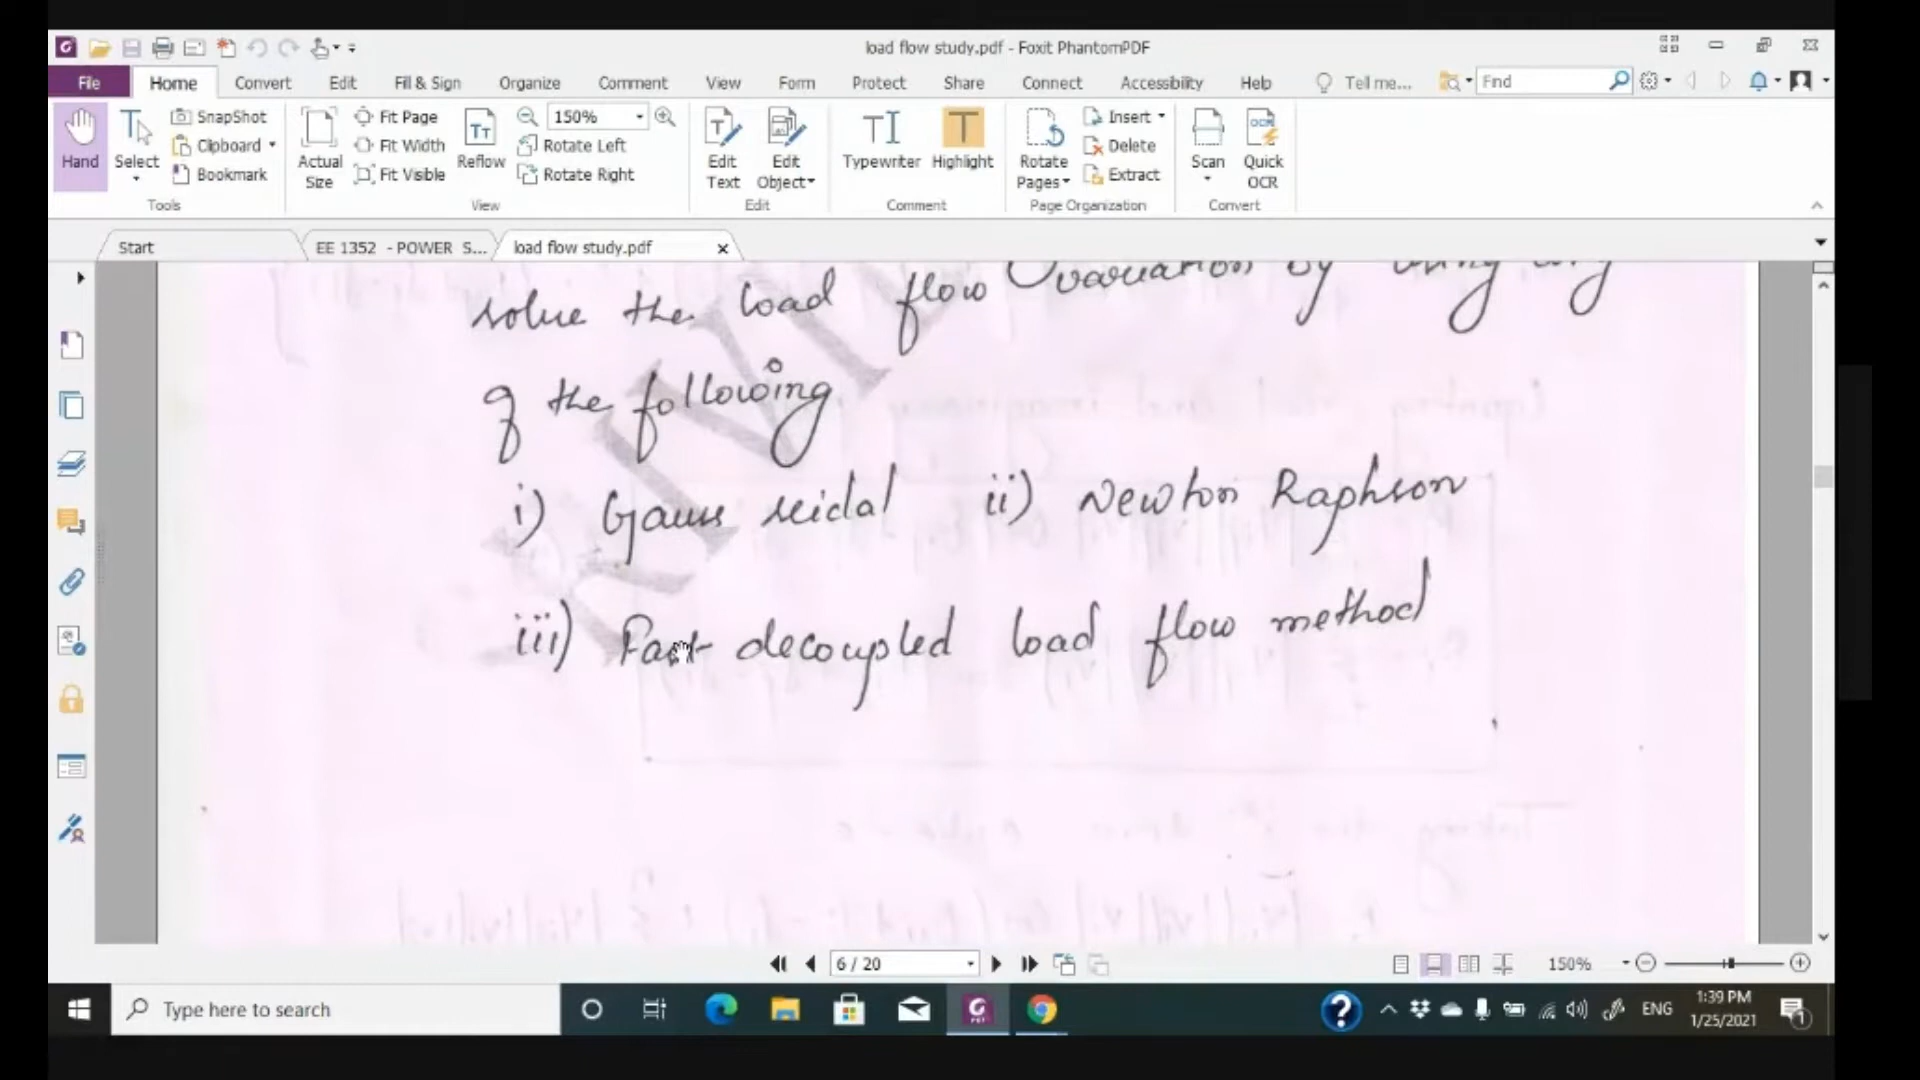 load flow study.pdf - Foxit PhantomPDF
File Home Convert Edit Fill & Sign Organize Comment View Form Protect Share Connect Accessibility Help Tell me... Find
Hand
Select
SnapShot
Clipboard
Bookmark
Tools
Actual
Size
Fit Page
Fit Width
Fit Visible
Reflow
150%
Rotate Left
Rotate Right
View
Edit
Text
Edit
Object
Edit
Typewriter
Highlight
Comment
Rotate
Pages
Insert
Delete
Extract
Page Organization
Scan
Quick
OCR
Convert
Start
EE 1352 - POWER S...
load flow study.pdf
solve the load flow by using any
of the following
i) Gauss seidal ii) Newton Raphson
iii) Fast decoupled load flow method
6 / 20
150%
Type here to search
ENG
1:39 PM
1/25/2021